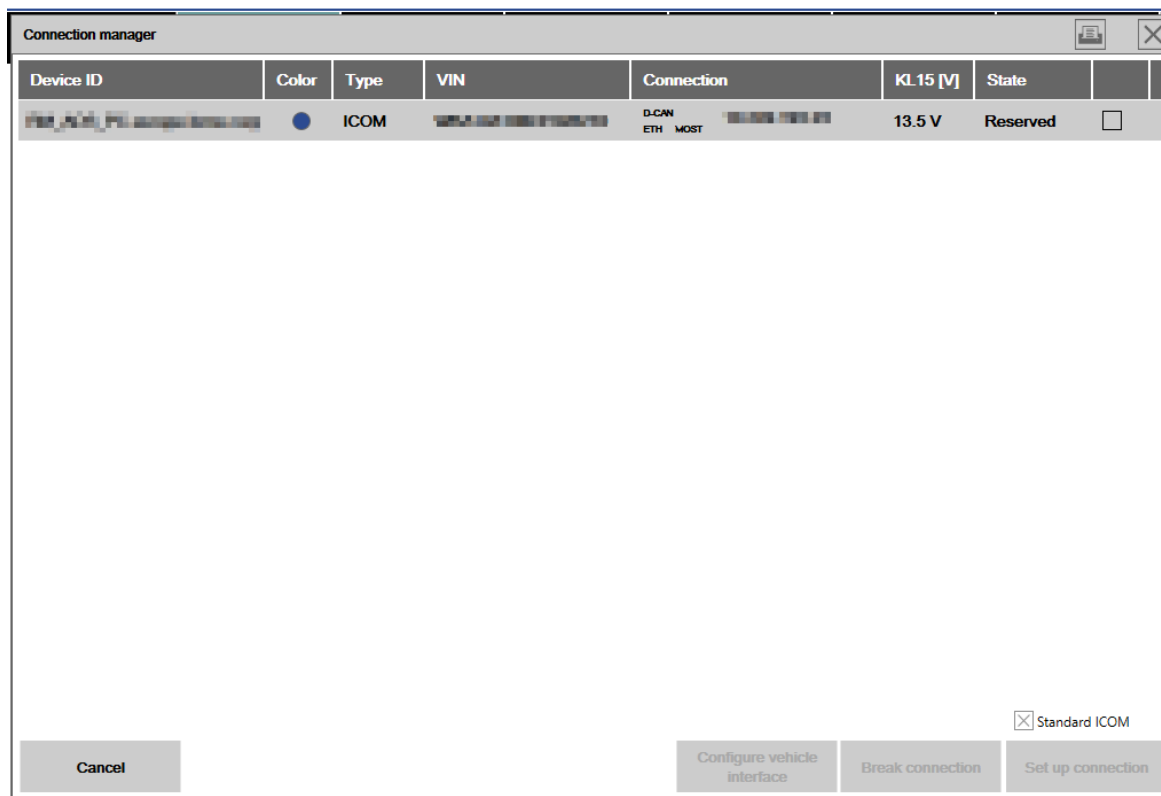 Connection manager
Device ID Color Type VIN Connection KL15 [V] State
ICOM D-CAN 13.5 V Reserved
ETH MOST
Standard ICOM
Cancel Configure vehicle interface Break connection Set up connection